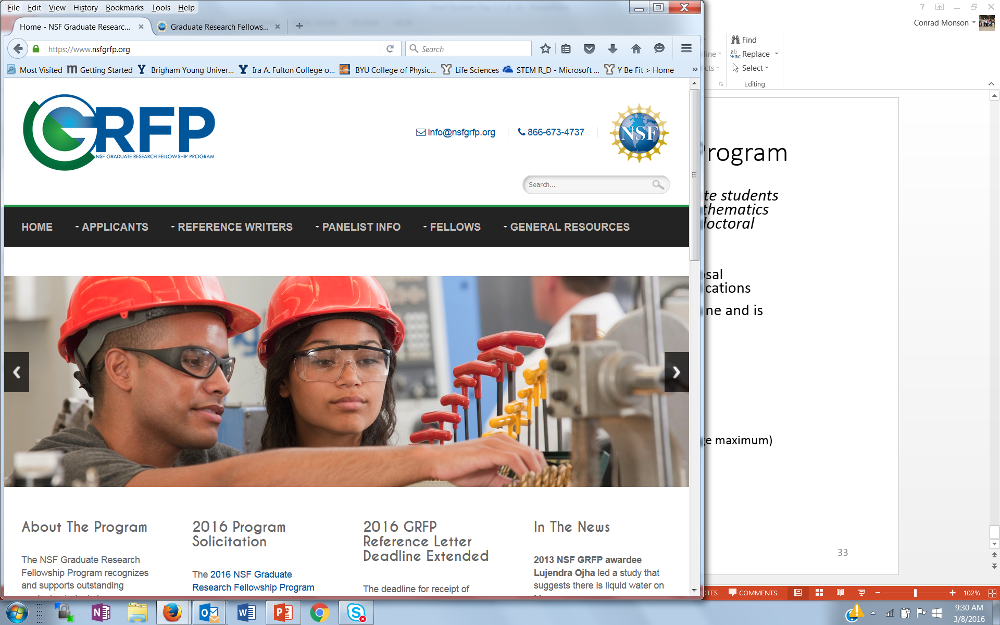 File Edit View History Bookmarks Tools Help
Home - NSF Graduate Researc...
Graduate Research Fellows...
https://www.nsfgrfp.org
Search
Most Visited
Getting Started
Brigham Young Univer...
Ira A. Fulton College o...
BYU College of Physic...
Life Sciences
STEM R_D - Microsoft ...
Y Be Fit > Home
GRFP
NSF GRADUATE RESEARCH FELLOWSHIP PROGRAM
info@nsfgrfp.org
866-673-4737
NSF
Search...
HOME APPLICANTS REFERENCE WRITERS PANELIST INFO FELLOWS GENERAL RESOURCES
About The Program
The NSF Graduate Research
Fellowship Program recognizes
and supports outstanding
2016 Program
Solicitation
The 2016 NSF Graduate
Research Fellowship Program
2016 GRFP
Reference Letter
Deadline Extended
The deadline for receipt of
In The News
2013 NSF GRFP awardee
Lujendra Ojha led a study that
suggests there is liquid water on
Conrad Monson
Find
Replace
Select
Editing
Program
te students
thematics
doctoral
sal
cations
ne and is
ge maximum)
33
OTES
COMMENTS
102%
9:30 AM
3/8/2016